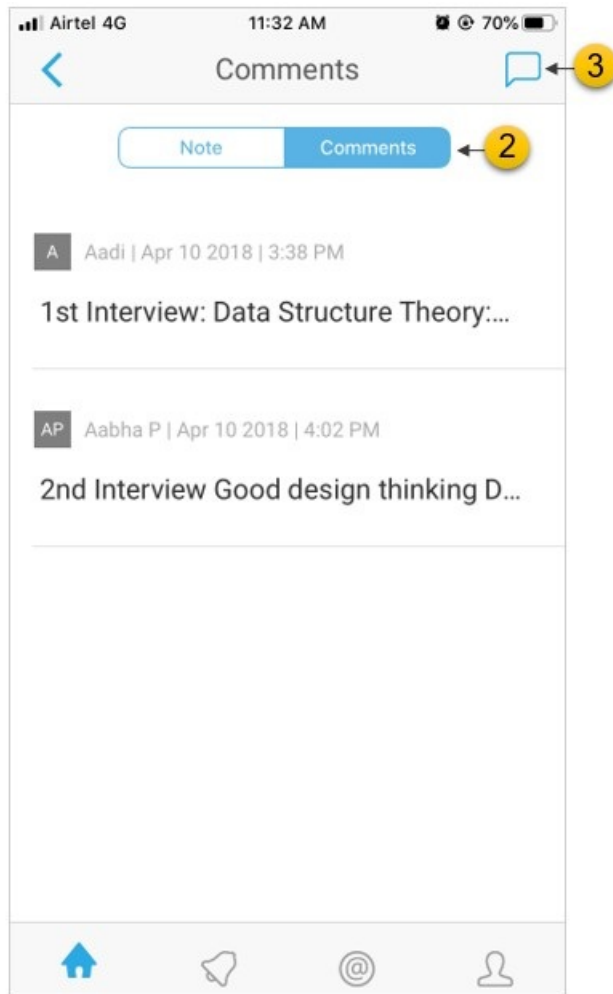 Airtel 4G 11:32 AM 70%
Comments
3
Note Comments
2
A Aadi | Apr 10 2018 | 3:38 PM
1st Interview: Data Structure Theory:...
AP Aabha P | Apr 10 2018 | 4:02 PM
2nd Interview Good design thinking D...
@